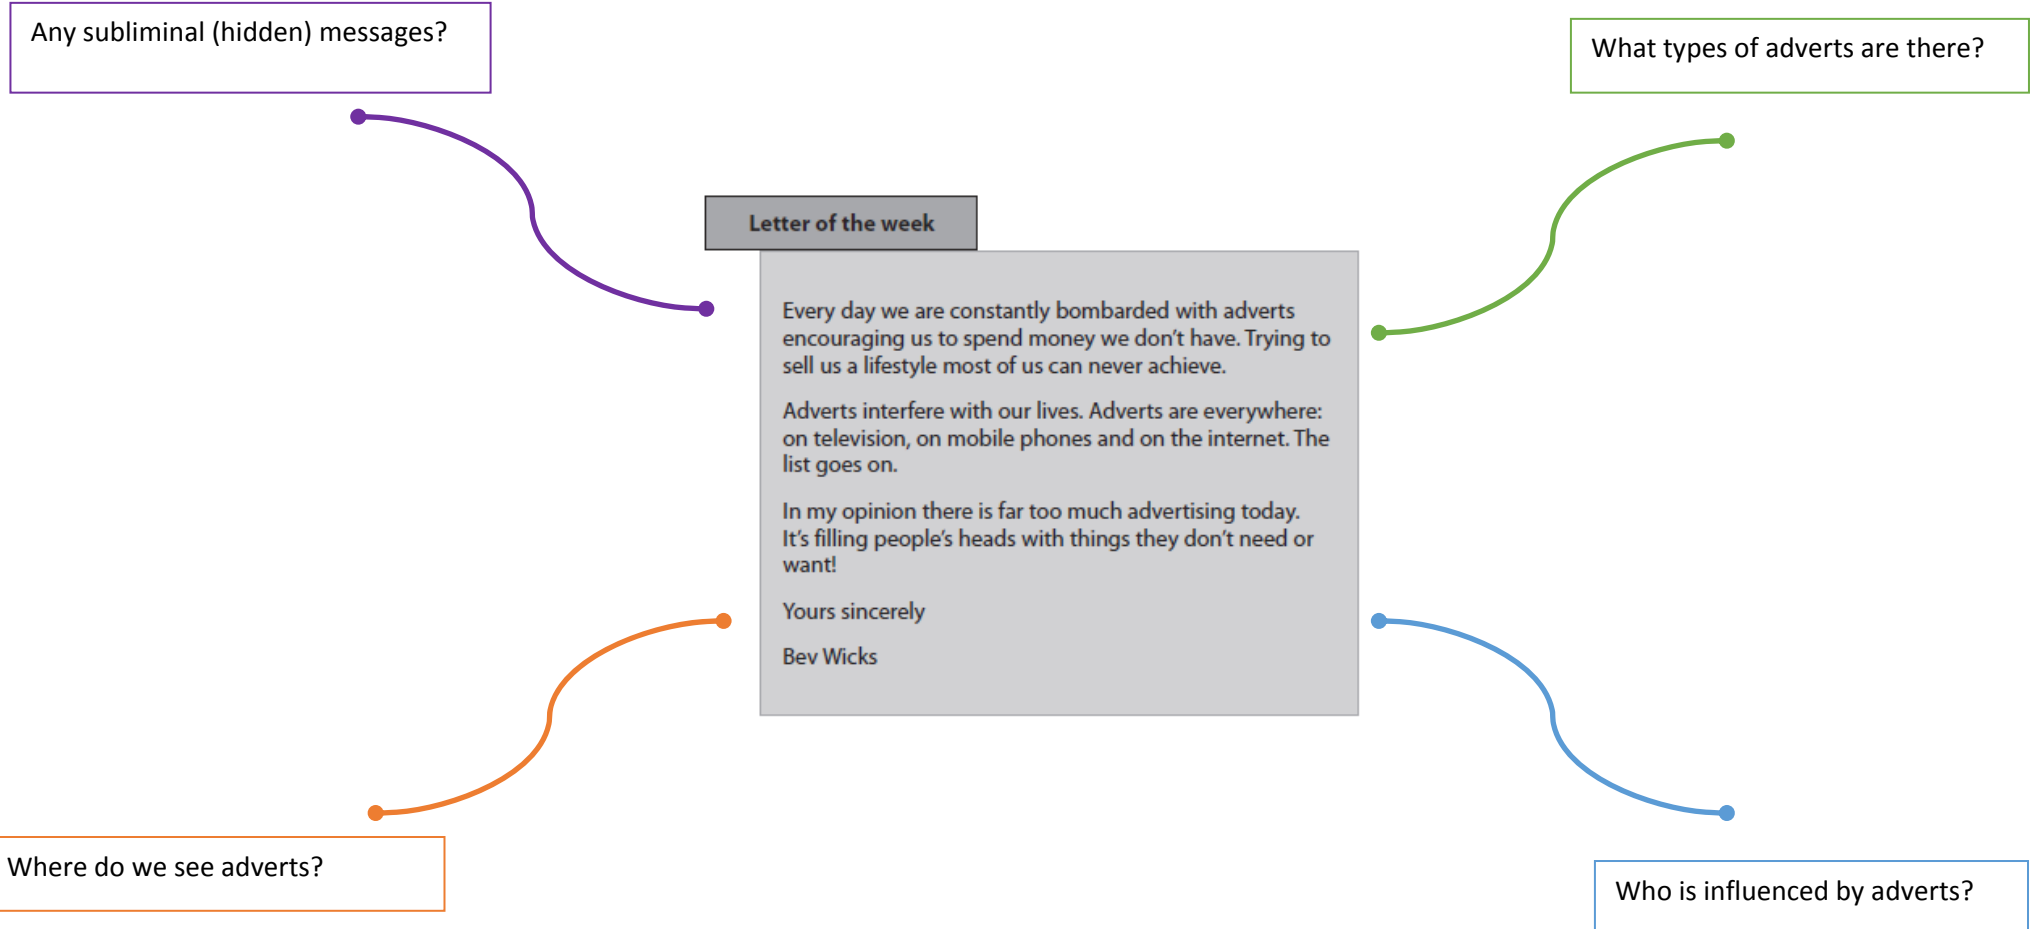 Any subliminal (hidden) messages?
What types of adverts are there?
Letter of the week
Every day we are constantly bombarded with adverts
encouraging us to spend money we don't have. Trying to
sell us a lifestyle most of us can never achieve.
Adverts interfere with our lives. Adverts are everywhere:
on television, on mobile phones and on the internet. The
list goes on.
In my opinion there is far too much advertising today.
It's filling people's heads with things they don't need or
want!
Yours sincerely
Bev Wicks
Where do we see adverts?
Who is influenced by adverts?